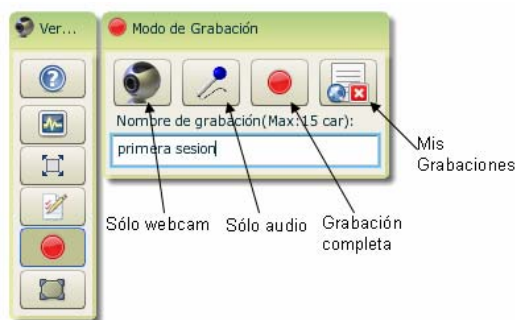 Ver...
Modo de Grabación
Nombre de grabación(Max:15 car):
primera sesion
Mis
Grabaciones
Sólo webcam
Sólo audio
Grabación
completa